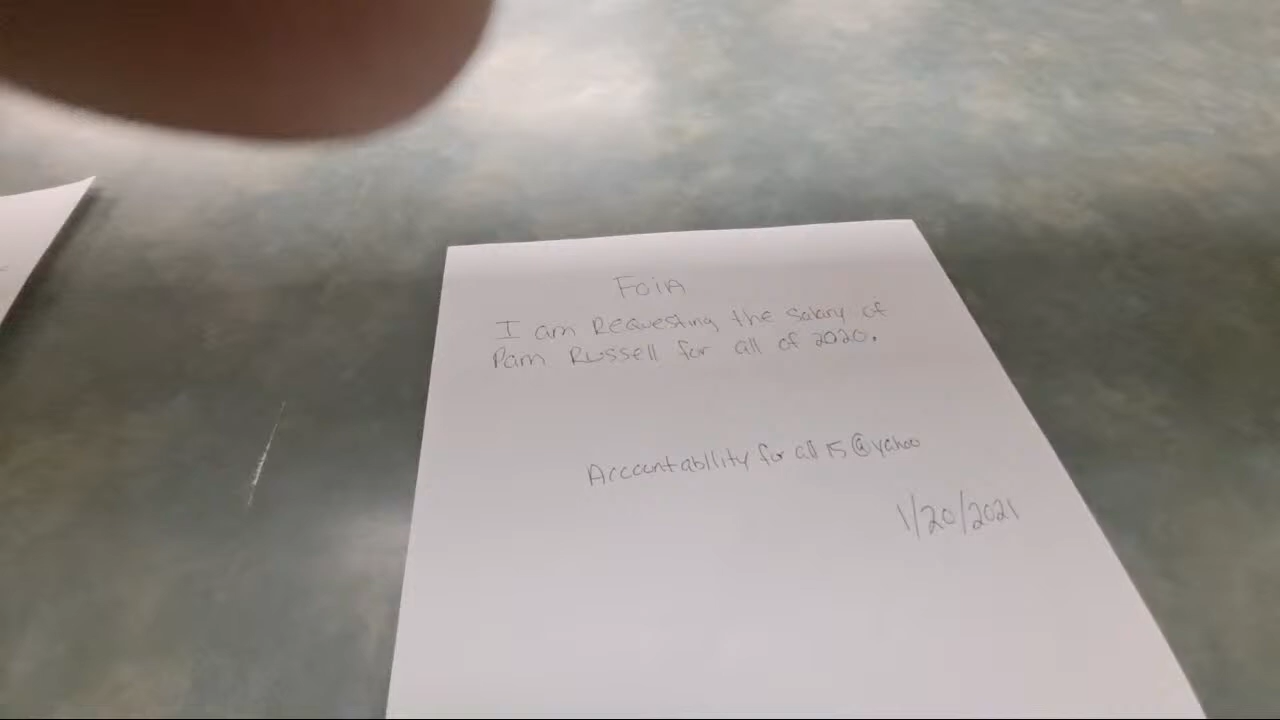 FOIA
I am Requesting the Salary of
Pam Russell for all of 2020.
Accountabllity for all 15 @yahoo
1/20/2021